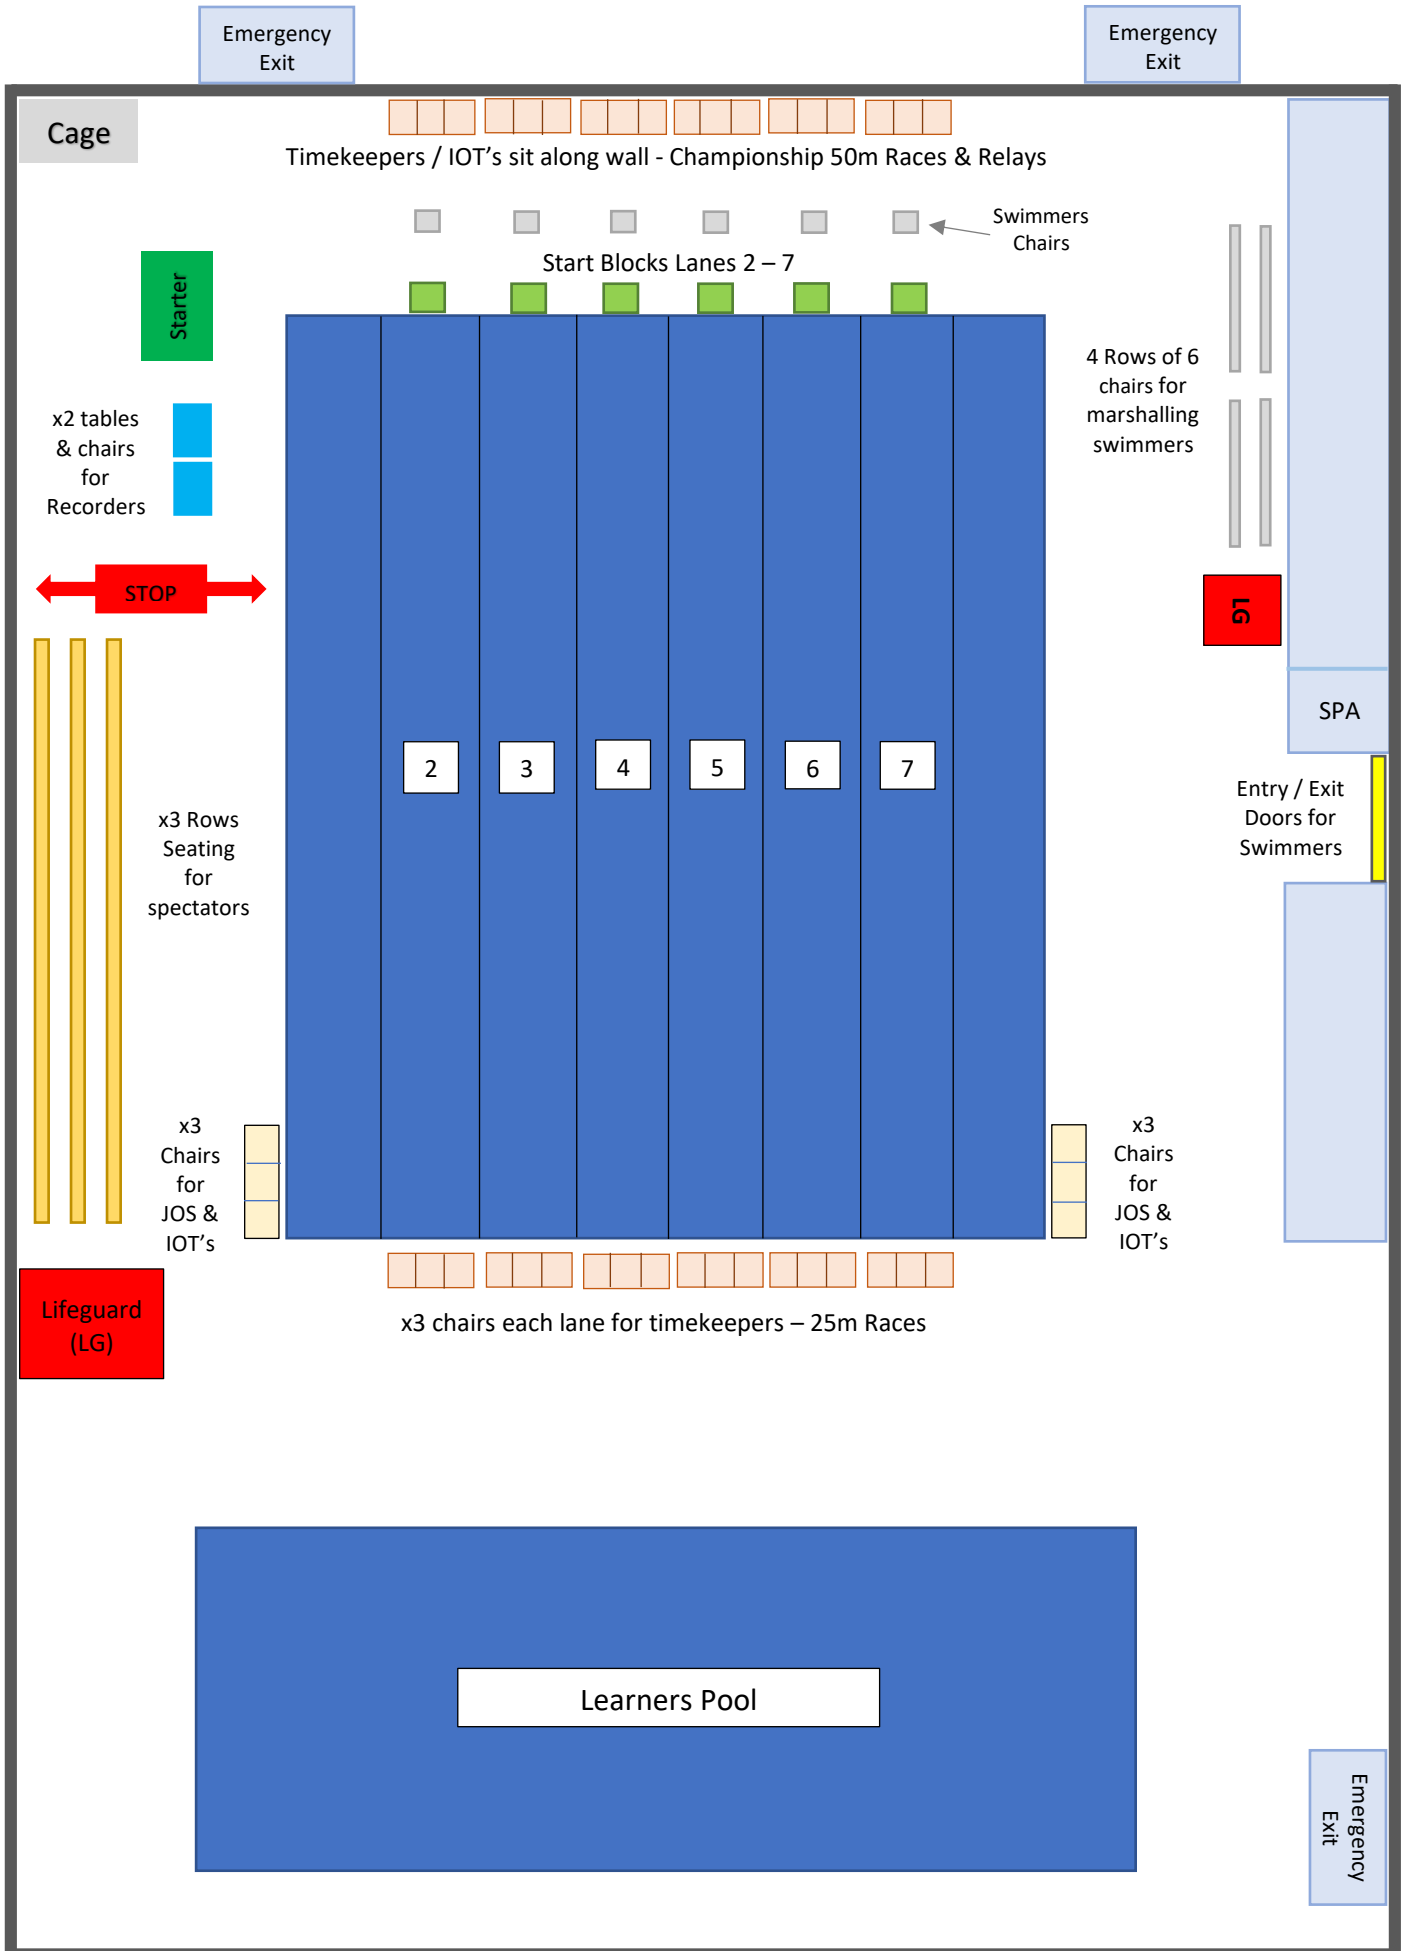 Emergency
Exit
Emergency
Exit
Cage
Timekeepers / IOT's sit along wall - Championship 50m Races & Relays
Swimmers
Chairs
Start Blocks Lanes 2 – 7
Starter
4 Rows of 6
chairs for
marshalling
swimmers
x2 tables
& chairs
for
Recorders
STOP
LG
SPA
2
3
4
5
6
7
Entry / Exit
Doors for
Swimmers
x3 Rows
Seating
for
spectators
x3
Chairs
for
JOS &
IOT's
x3
Chairs
for
JOS &
IOT's
Lifeguard
(LG)
x3 chairs each lane for timekeepers – 25m Races
Learners Pool
Emergency
Exit